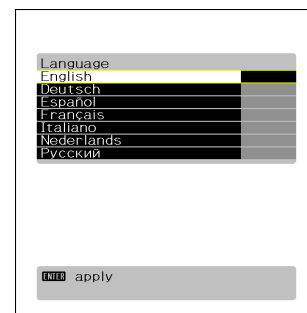 Language
English
Deutsch
Español
Français
Italiano
Nederlands
Русский
ENTER apply